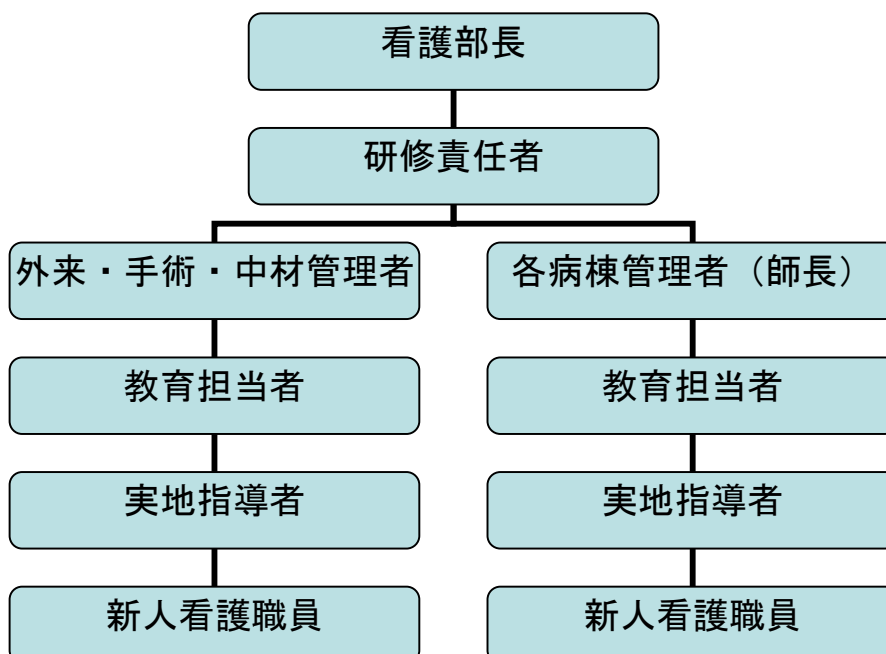 看護部長
研修責任者
外来・手術・中材管理者
各病棟管理者（師長）
教育担当者
教育担当者
実地指導者
実地指導者
新人看護職員
新人看護職員